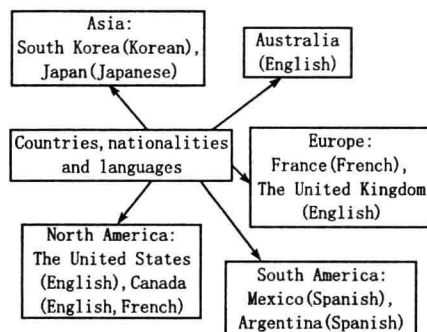 Asia:
South Korea(Korean),
Japan(Japanese)
Australia
(English)
Countries, nationalities
and languages
Europe:
France(French),
The United Kingdom
(English)
North America:
The United States
(English), Canada
(English, French)
South America:
Mexico(Spanish),
Argentina(Spanish)